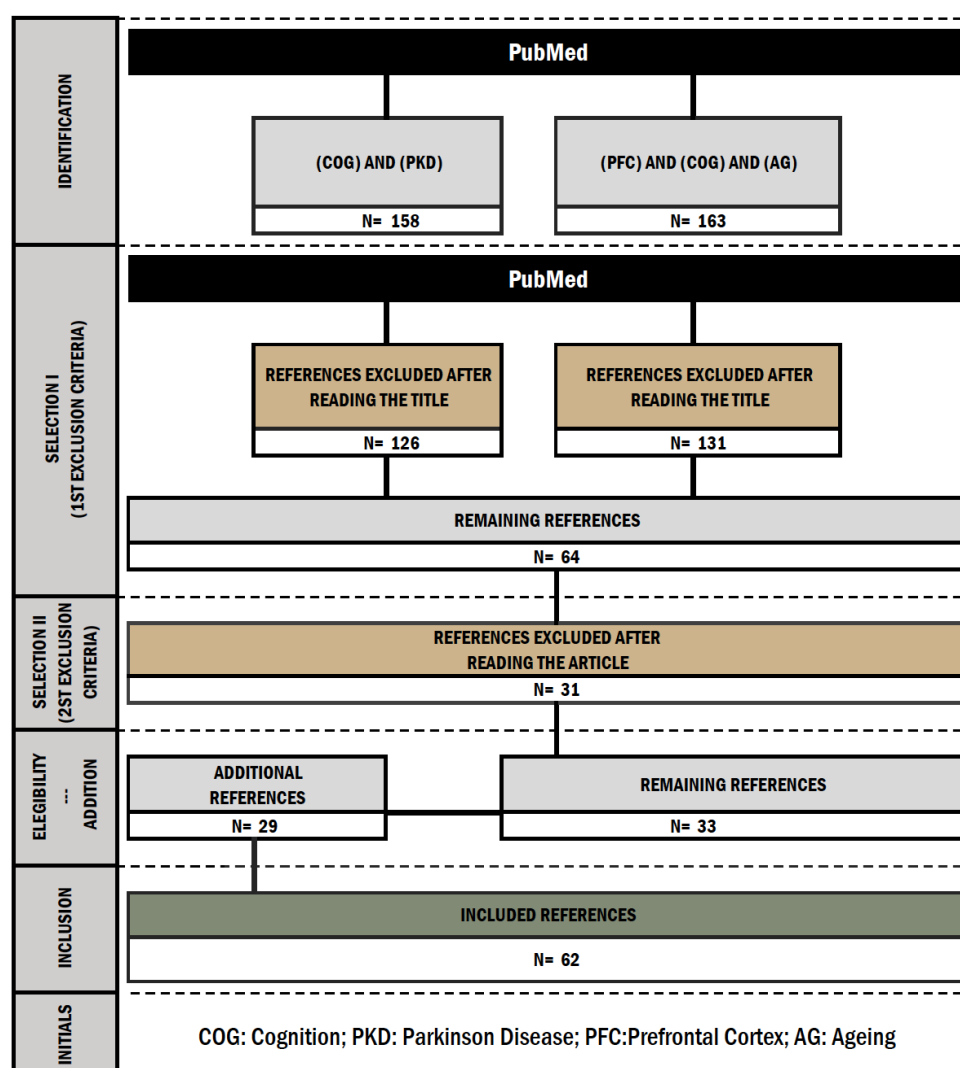 IDENTIFICATION
PubMed
(COG) AND (PKD)
N= 158
(PFC) AND (COG) AND (AG)
N= 163
SELECTION I
(1ST EXCLUSION CRITERIA)
PubMed
REFERENCES EXCLUDED AFTER
READING THE TITLE
N= 126
REFERENCES EXCLUDED AFTER
READING THE TITLE
N= 131
REMAINING REFERENCES
N= 64
SELECTION II
(2ST EXCLUSION
CRITERIA)
REFERENCES EXCLUDED AFTER
READING THE ARTICLE
N= 31
ELEGIBILITY
---
ADDITION
ADDITIONAL
REFERENCES
N= 29
REMAINING REFERENCES
N= 33
INCLUSION
INCLUDED REFERENCES
N= 62
INITIALS
COG: Cognition; PKD: Parkinson Disease; PFC:Prefrontal Cortex; AG: Ageing